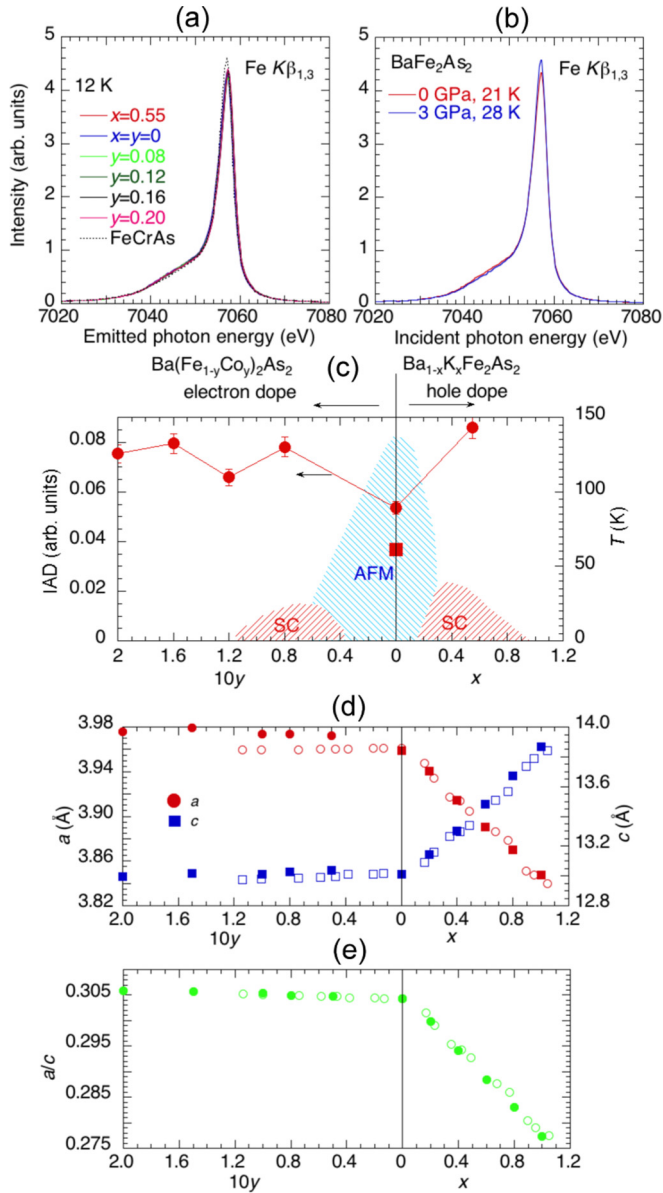 (a)
(b)
Fe Kβ1,3
12 K
x=0.55
x=y=0
y=0.08
y=0.12
y=0.16
y=0.20
FeCrAs
Intensity (arb. units)
5
4
3
2
1
0
7020 7040 7060 7080
Emitted photon energy (eV)
BaFe2As2
Fe Kβ1,3
0 GPa, 21 K
3 GPa, 28 K
5
4
3
2
1
0
7020 7040 7060 7080
Incident photon energy (eV)
(c)
Ba(Fe1-yCoy)2As2
electron dope
Ba1-xKxFe2As2
hole dope
IAD (arb. units)
0.08
0.06
0.04
0.02
0
AFM
SC
SC
150
100
50
0
T (K)
2 1.6 1.2 0.8 0.4 0 0.4 0.8 1.2
10y
x
(d)
a (Å)
3.98
3.94
3.90
3.86
3.82
a
c
14.0
13.6
13.2
12.8
c (Å)
2.0 1.6 1.2 0.8 0.4 0 0.4 0.8 1.2
10y
x
(e)
a/c
0.305
0.295
0.285
0.275
2.0 1.6 1.2 0.8 0.4 0 0.4 0.8 1.2
10y
x